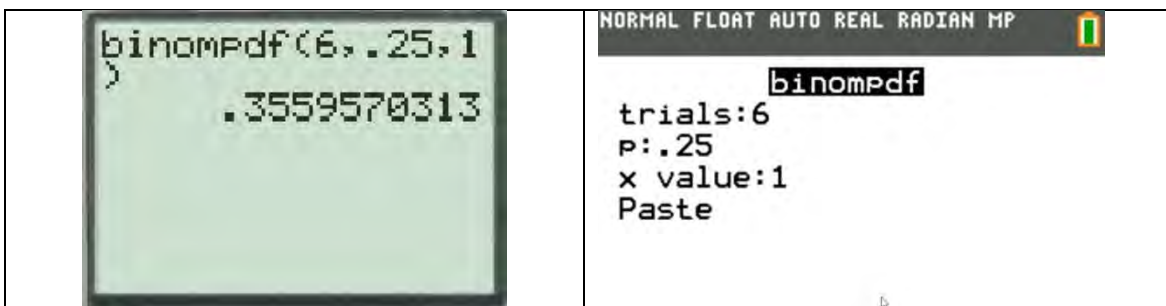 binompdf(6,.25,1
)
.3559570313
NORMAL FLOAT AUTO REAL RADIAN MP
binompdf
trials:6
p:.25
x value:1
Paste